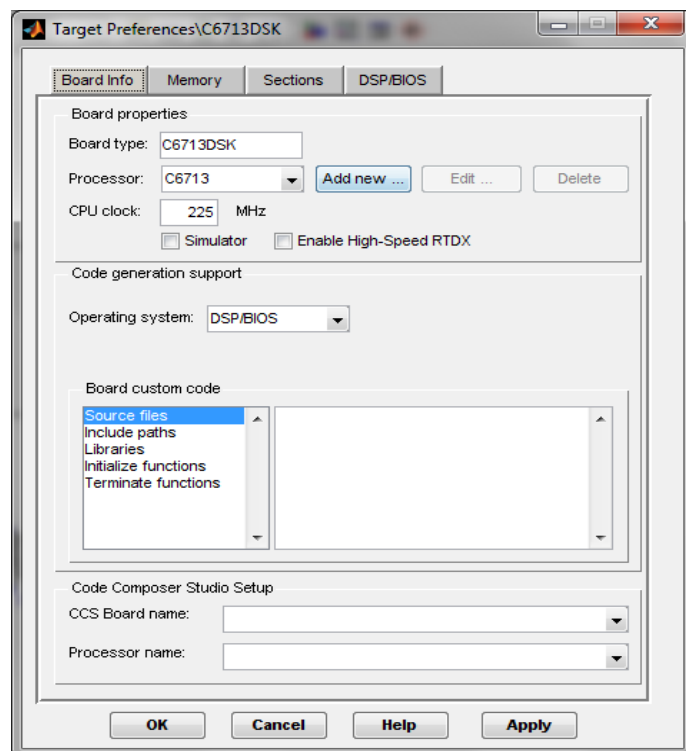 Target Preferences\C6713DSK
Board Info Memory Sections DSP/BIOS
Board properties
Board type: C6713DSK
Processor: C6713 Add new ... Edit ... Delete
CPU clock: 225 MHz
Simulator Enable High-Speed RTDX
Code generation support
Operating system: DSP/BIOS
Board custom code
Source files
Include paths
Libraries
Initialize functions
Terminate functions
Code Composer Studio Setup
CCS Board name:
Processor name:
OK Cancel Help Apply